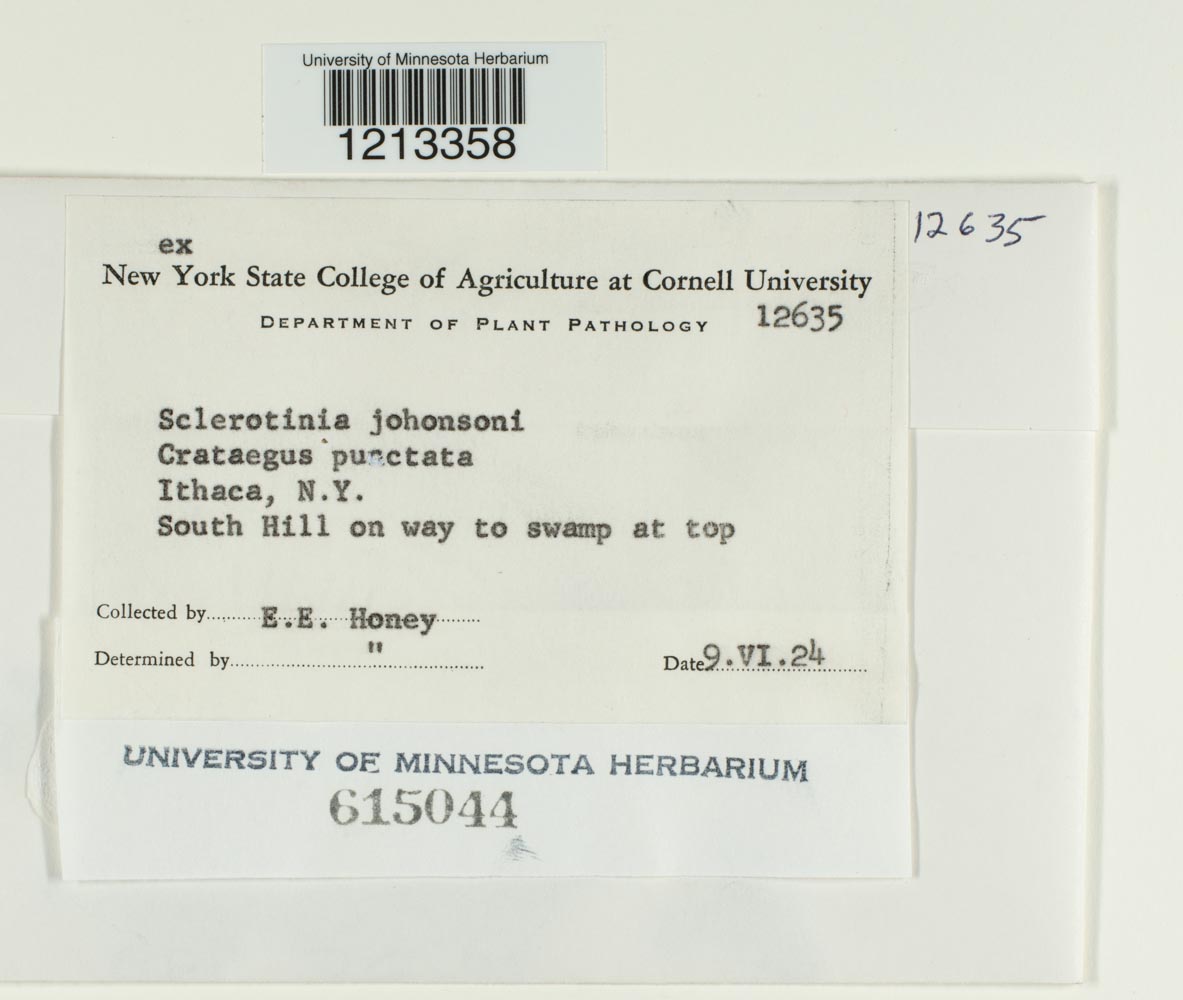 University of Minnesota Herbarium
1213358
12635
ex
New York State College of Agriculture at Cornell University
DEPARTMENT OF PLANT PATHOLOGY 12635
Sclerotinia johonsoni
Crataegus punctata
Ithaca, N.Y.
South Hill on way to swamp at top
Collected by E.E. Honey
Determined by "
Date 9.VI.24
UNIVERSITY OF MINNESOTA HERBARIUM
615044